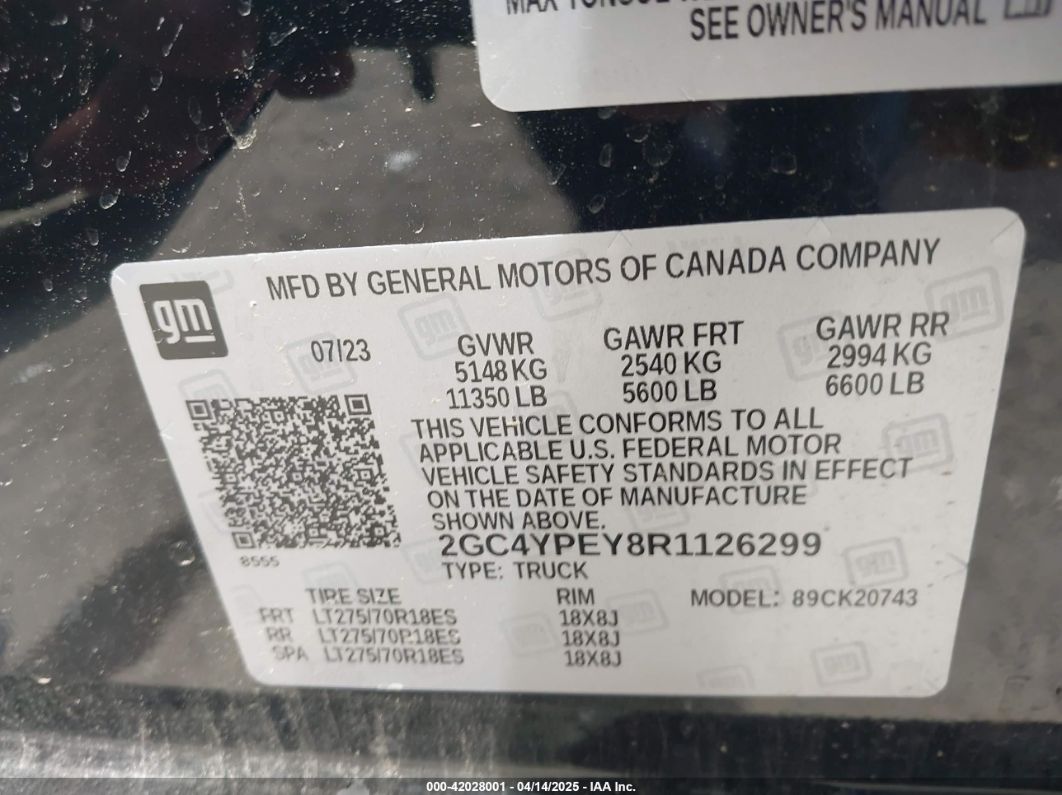 SEE OWNER'S MANUAL
gm
MFD BY GENERAL MOTORS OF CANADA COMPANY
07/23
GVWR GAWR FRT GAWR RR
5148 KG 2540 KG 2994 KG
11350 LB 5600 LB 6600 LB
THIS VEHICLE CONFORMS TO ALL
APPLICABLE U.S. FEDERAL MOTOR
VEHICLE SAFETY STANDARDS IN EFFECT
ON THE DATE OF MANUFACTURE
SHOWN ABOVE.
2GC4YPEY8R1126299
8555
TYPE: TRUCK
TIRE SIZE RIM MODEL: 89CK20743
FRT LT275/70R18ES 18X8J
RR LT275/70R18ES 18X8J
SPA LT275/70R18ES 18X8J
000-42028001 - 04/14/2025 - IAA Inc.